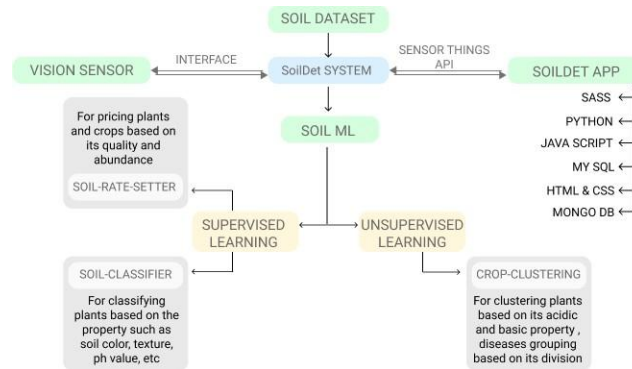 SOIL DATASET
INTERFACE
SENSOR THINGS
API
VISION SENSOR
SoilDet SYSTEM
SOILDET APP
SASS
PYTHON
JAVA SCRIPT
MY SQL
HTML & CSS
MONGO DB
For pricing plants
and crops based on
its quality and
abundance
SOIL-RATE-SETTER
SOIL ML
SUPERVISED
LEARNING
UNSUPERVISED
LEARNING
SOIL-CLASSIFIER
For classifying
plants based on the
property such as
soil color, texture,
ph value, etc
CROP-CLUSTERING
For clustering plants
based on its acidic
and basic property ,
diseases grouping
based on its division